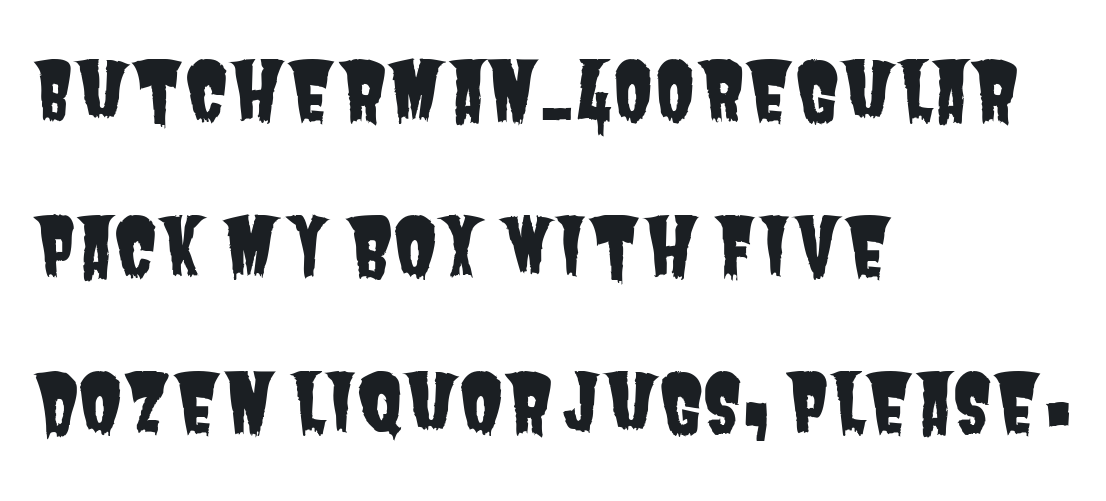 BUTCHERMAN_400REGULAR
PACK MY BOX WITH FIVE
DOZEN LIQUOR JUGS, PLEASE.